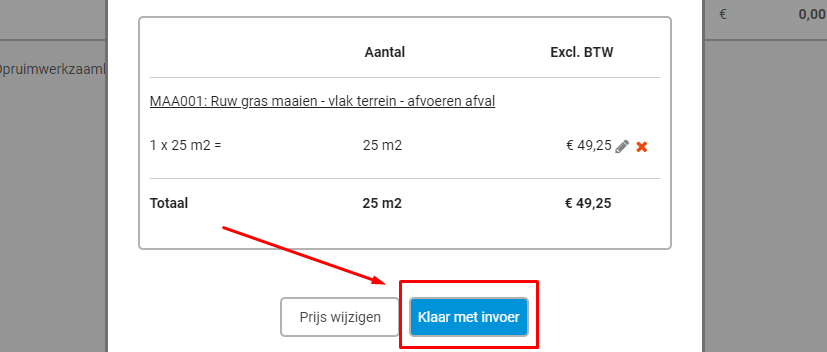 € 0,00
Aantal Excl. BTW
pruimwerkzaaml
MAA001: Ruw gras maaien - vlak terrein - afvoeren afval
1 x 25 m2 = 25 m2 € 49,25
Totaal 25 m2 € 49,25
Prijs wijzigen Klaar met invoer